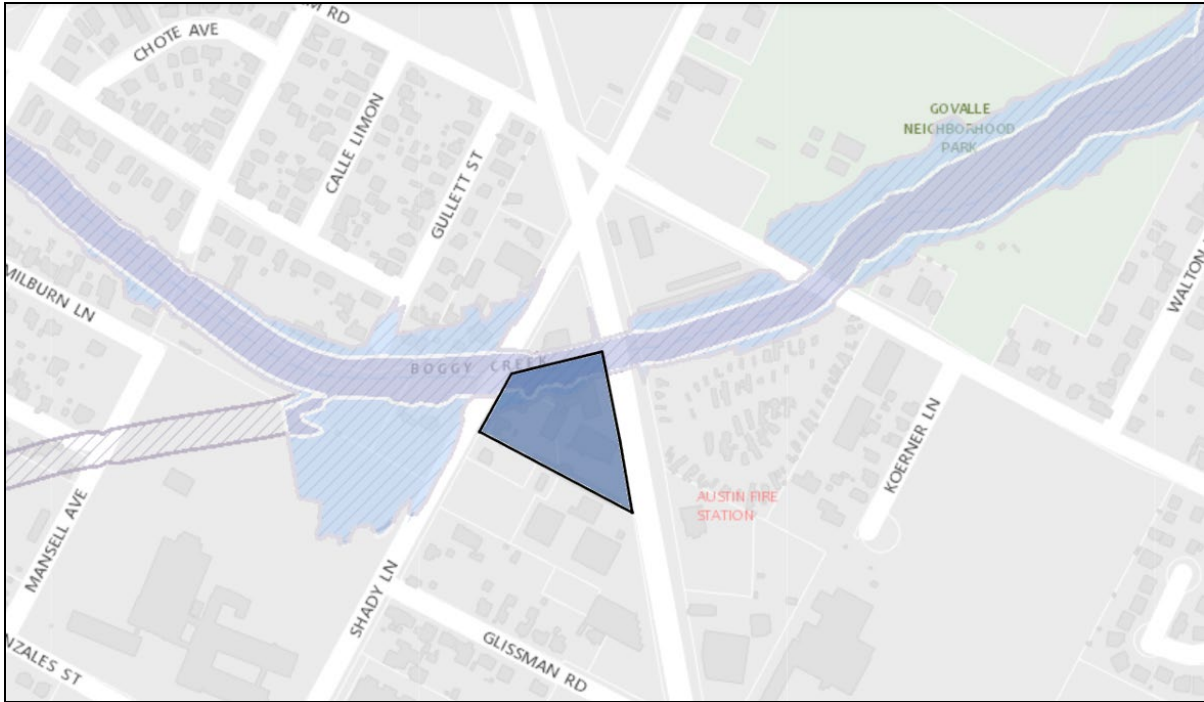 M RD
CHOTE AVE
CALLE LIMON
GULLETT ST
GOVALLE
NEIGHBORHOOD
PARK
WALTON
MILBURN LN
BOGGY CREEK
KOERNER LN
AUSTIN FIRE
STATION
MANSELL AVE
SHADY LN
GLISSMAN RD
NZALES ST